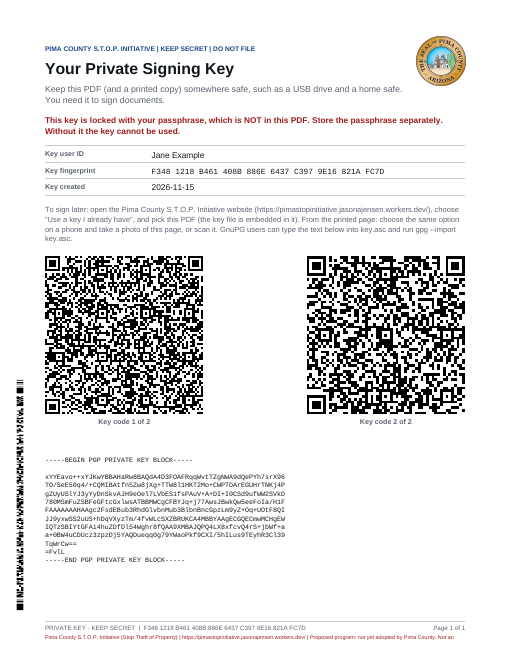 PIMA COUNTY S.T.O.P. INITIATIVE | KEEP SECRET | DO NOT FILE
THE SEAL OF PIMA COUNTY
ARIZONA
Your Private Signing Key
Keep this PDF (and a printed copy) somewhere safe, such as a USB drive and a home safe.
You need it to sign documents.
This key is locked with your passphrase, which is NOT in this PDF. Store the passphrase separately.
Without it the key cannot be used.
Key user ID Jane Example
Key fingerprint F348 1218 B461 408B 886E 6437 C397 9E16 821A FC7D
Key created 2026-11-15
To sign later: open the Pima County S.T.O.P. Initiative website (https://pimastopinitiative.jasonajensen.workers.dev/), choose
"Use a key I already have", and pick this PDF (the key file is embedded in it). From the printed page: choose the same option
on a phone and take a photo of this page, or scan it. GnuPG users can type the text below into key.asc and run gpg --import
key.asc.
Key code 1 of 2
Key code 2 of 2
-----BEGIN PGP PRIVATE KEY BLOCK-----
TqWrCw==
=FvlL
-----END PGP PRIVATE KEY BLOCK-----
PRIVATE KEY - KEEP SECRET | F348 1218 B461 408B 886E 6437 C397 9E16 821A FC7D Page 1 of 1
Pima County S.T.O.P. Initiative (Stop Theft of Property) | https://pimastopinitiative.jasonajensen.workers.dev/ | Proposed program: not yet adopted by Pima County. Not an